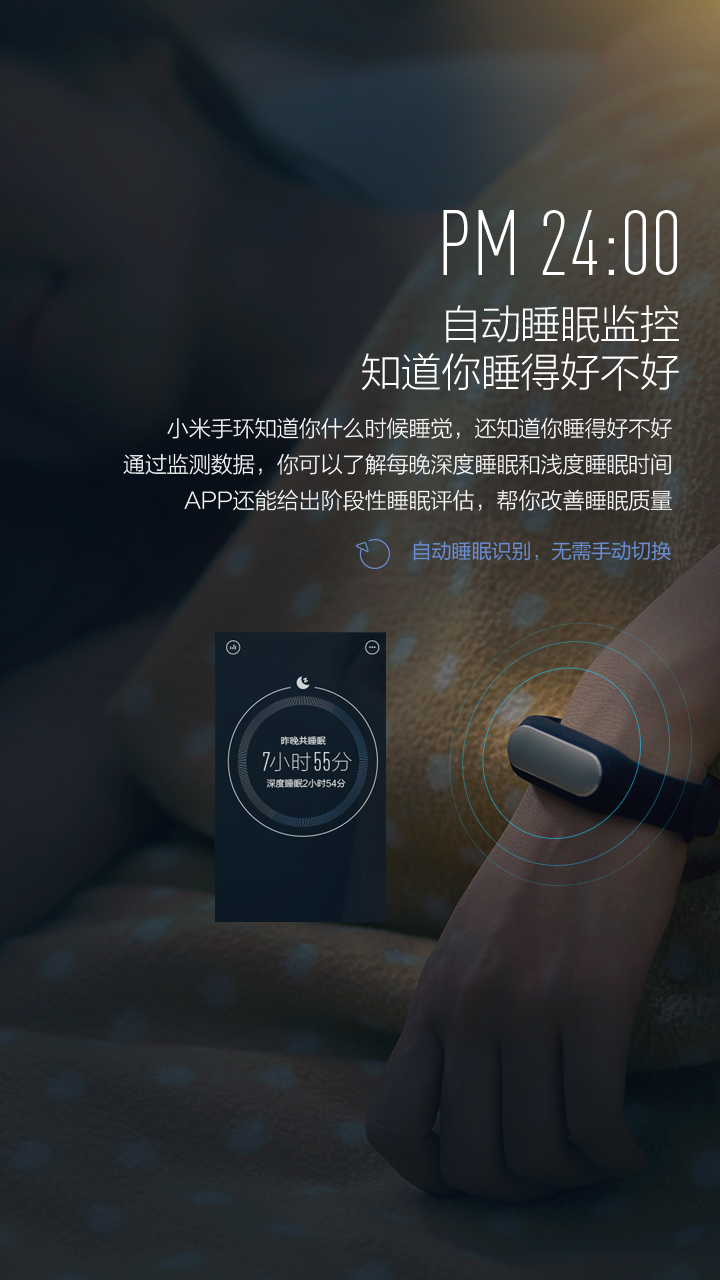 PM 24:00
自动睡眠监控
知道你睡得好不好
小米手环知道你什么时候睡觉，还知道你睡得好不好
通过监测数据，你可以了解每晚深度睡眠和浅度睡眠时间
APP还能给出阶段性睡眠评估，帮你改善睡眠质量
自动睡眠识别，无需手动切换
昨晚共睡眠
7小时55分
深度睡眠2小时54分